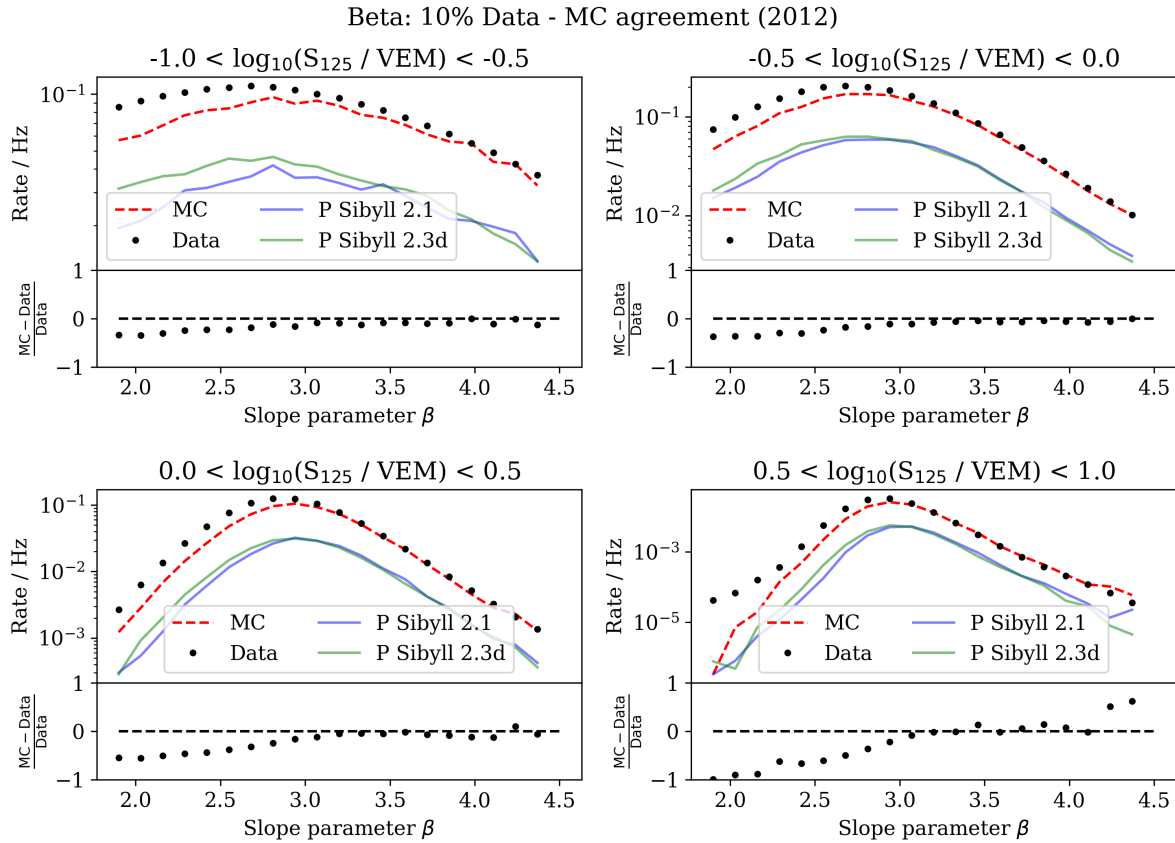 Beta: 10% Data - MC agreement (2012)
-1.0 < log₁₀(S₁₂₅ / VEM) < -0.5
Rate / Hz
10⁻¹
MC
Data
P Sibyll 2.1
P Sibyll 2.3d
MC − Data
Data
1
0
−1
2.0 2.5 3.0 3.5 4.0 4.5
Slope parameter β
-0.5 < log₁₀(S₁₂₅ / VEM) < 0.0
Rate / Hz
10⁻¹
10⁻²
MC
Data
P Sibyll 2.1
P Sibyll 2.3d
MC − Data
Data
1
0
−1
2.0 2.5 3.0 3.5 4.0 4.5
Slope parameter β
0.0 < log₁₀(S₁₂₅ / VEM) < 0.5
Rate / Hz
10⁻¹
10⁻²
10⁻³
MC
Data
P Sibyll 2.1
P Sibyll 2.3d
MC − Data
Data
1
0
−1
2.0 2.5 3.0 3.5 4.0 4.5
Slope parameter β
0.5 < log₁₀(S₁₂₅ / VEM) < 1.0
Rate / Hz
10⁻³
10⁻⁵
MC
Data
P Sibyll 2.1
P Sibyll 2.3d
MC − Data
Data
1
0
−1
2.0 2.5 3.0 3.5 4.0 4.5
Slope parameter β